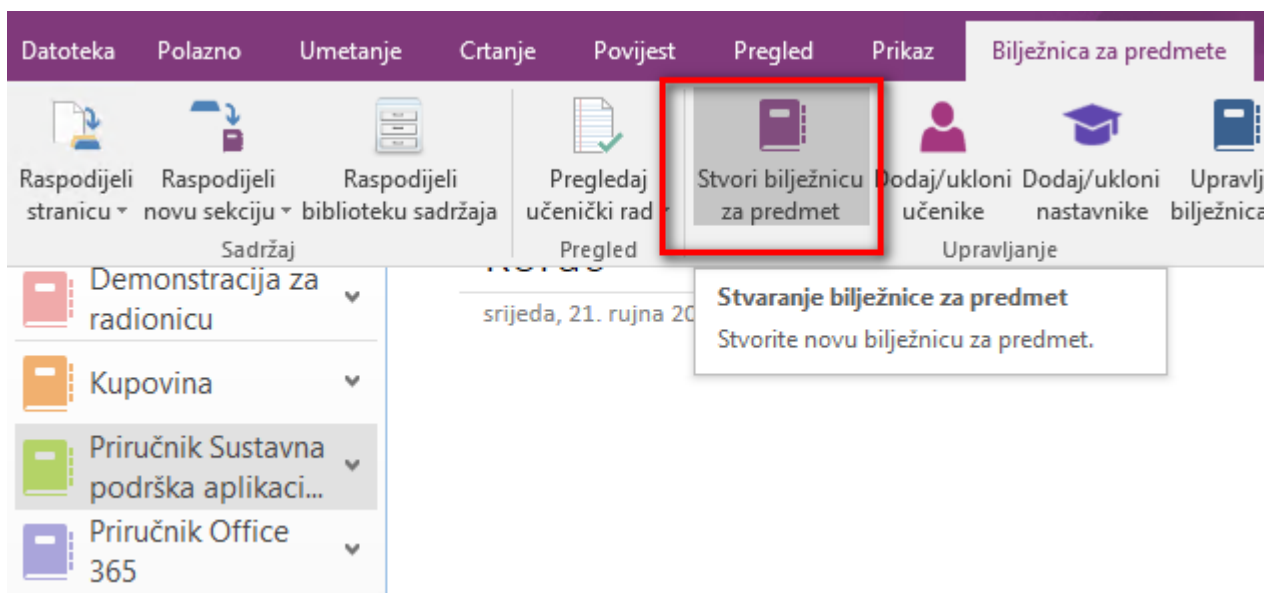 Datoteka Polazno Umetanje Crtanje Povijest Pregled Prikaz Bilježnica za predmete
Raspodijeli Raspodijeli Raspodijeli Pregledaj Stvori bilježnicu Dodaj/ukloni Dodaj/ukloni Upravlj
stranicu novu sekciju biblioteku sadržaja učenički rad za predmet učenike nastavnike bilježnica
Sadržaj Pregled Upravljanje
Demonstracija za
radionicu
srijeda, 21. rujna 20
Stvaranje bilježnice za predmet
Stvorite novu bilježnicu za predmet.
Kupovina
Priručnik Sustavna
podrška aplikaci...
Priručnik Office
365